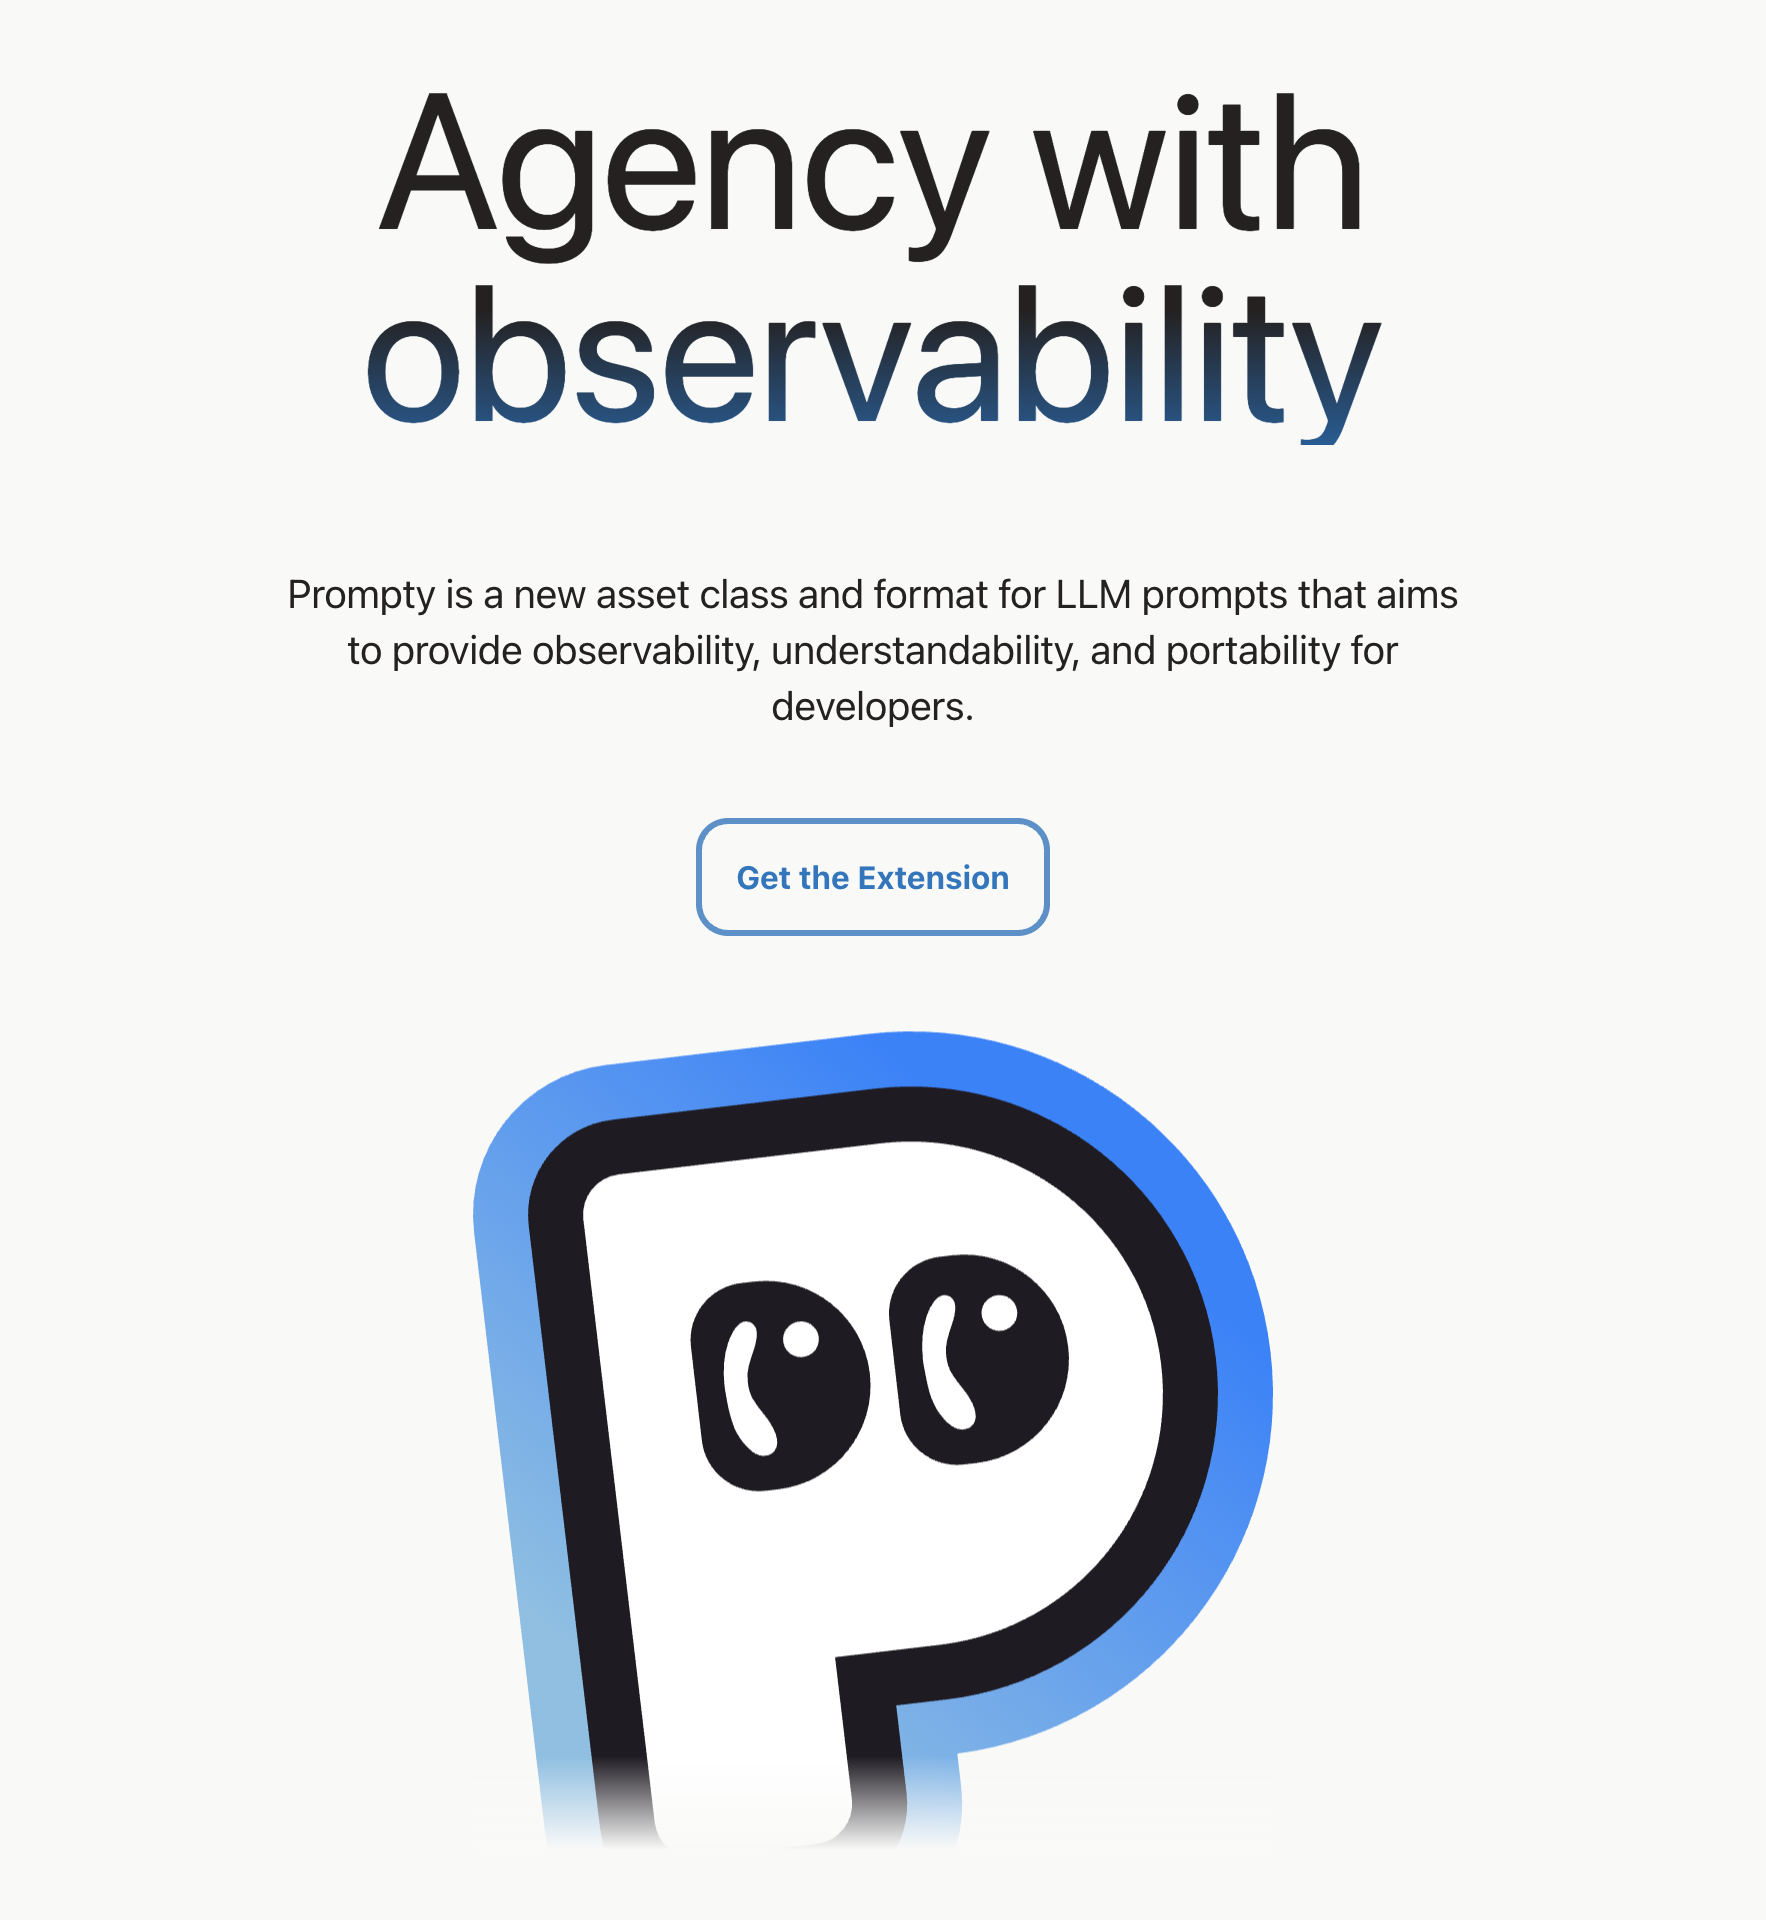 Agency with
observability
Prompty is a new asset class and format for LLM prompts that aims
to provide observability, understandability, and portability for
developers.
Get the Extension